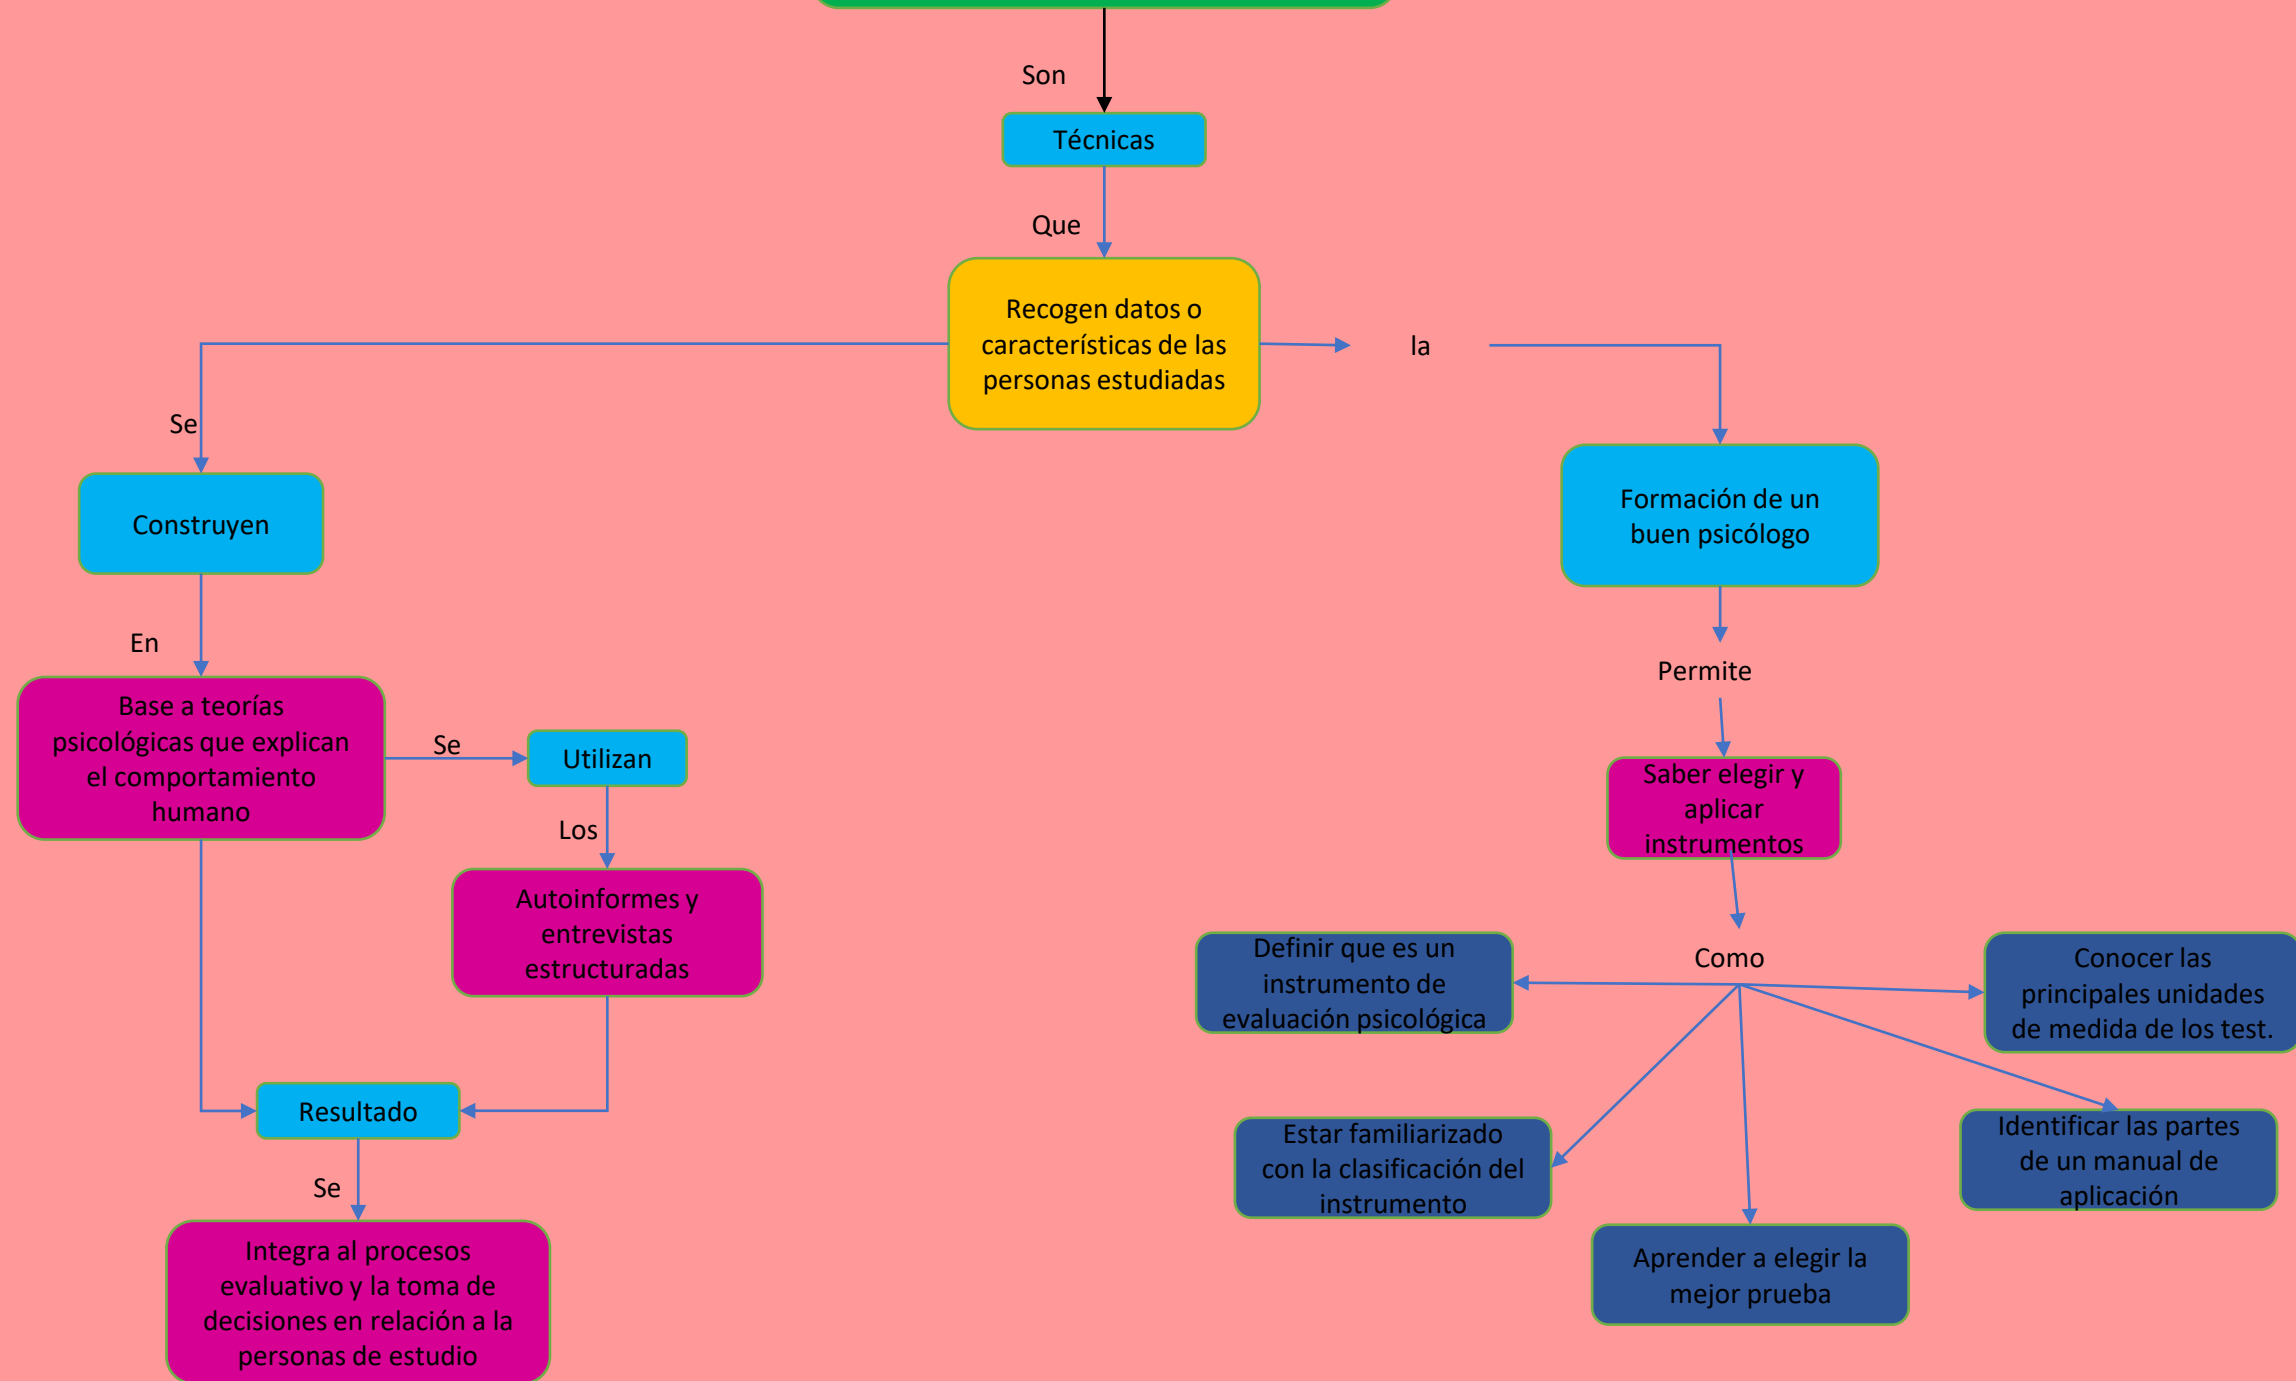 Son
Técnicas
Que
Recogen datos o
características de las
personas estudiadas
la
Se
Construyen
Formación de un
buen psicólogo
En
Base a teorías
psicológicas que explican
el comportamiento
humano
Se
Utilizan
Los
Autoinformes y
entrevistas
estructuradas
Resultado
Se
Integra al procesos
evaluativo y la toma de
decisiones en relación a la
personas de estudio
Permite
Saber elegir y
aplicar
instrumentos
Como
Definir que es un
instrumento de
evaluación psicológica
Conocer las
principales unidades
de medida de los test.
Estar familiarizado
con la clasificación del
instrumento
Identificar las partes
de un manual de
aplicación
Aprender a elegir la
mejor prueba